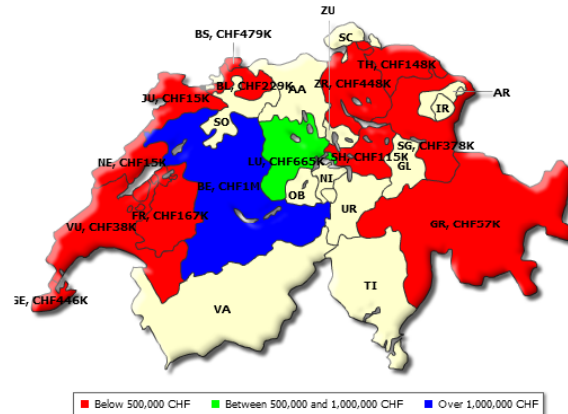 ZU
BS, CHF479K
SC
TH, CHF148K
BL, CHF229K
ZR, CHF448K
AA
JU, CHF15K
AR
IR
SO
SG, CHF378K
NE, CHF15K
LU, CHF665K
SH, CHF115K
GL
BE, CHF1M
NI
OB
FR, CHF167K
UR
VU, CHF38K
GR, CHF57K
TI
GE, CHF446K
VA
Below 500,000 CHF
Between 500,000 and 1,000,000 CHF
Over 1,000,000 CHF